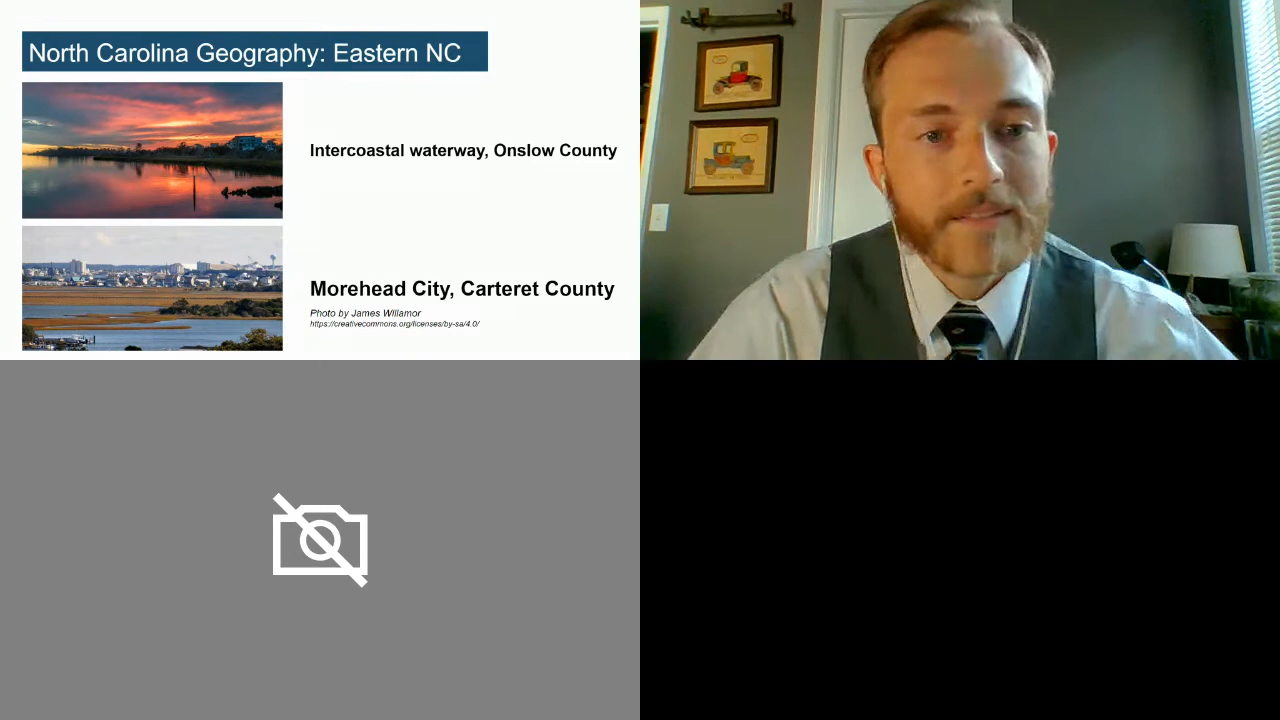 North Carolina Geography: Eastern NC
Intercoastal waterway, Onslow County
Morehead City, Carteret County
Photo by James Willamor
https://creativecommons.org/licenses/by-sa/4.0/